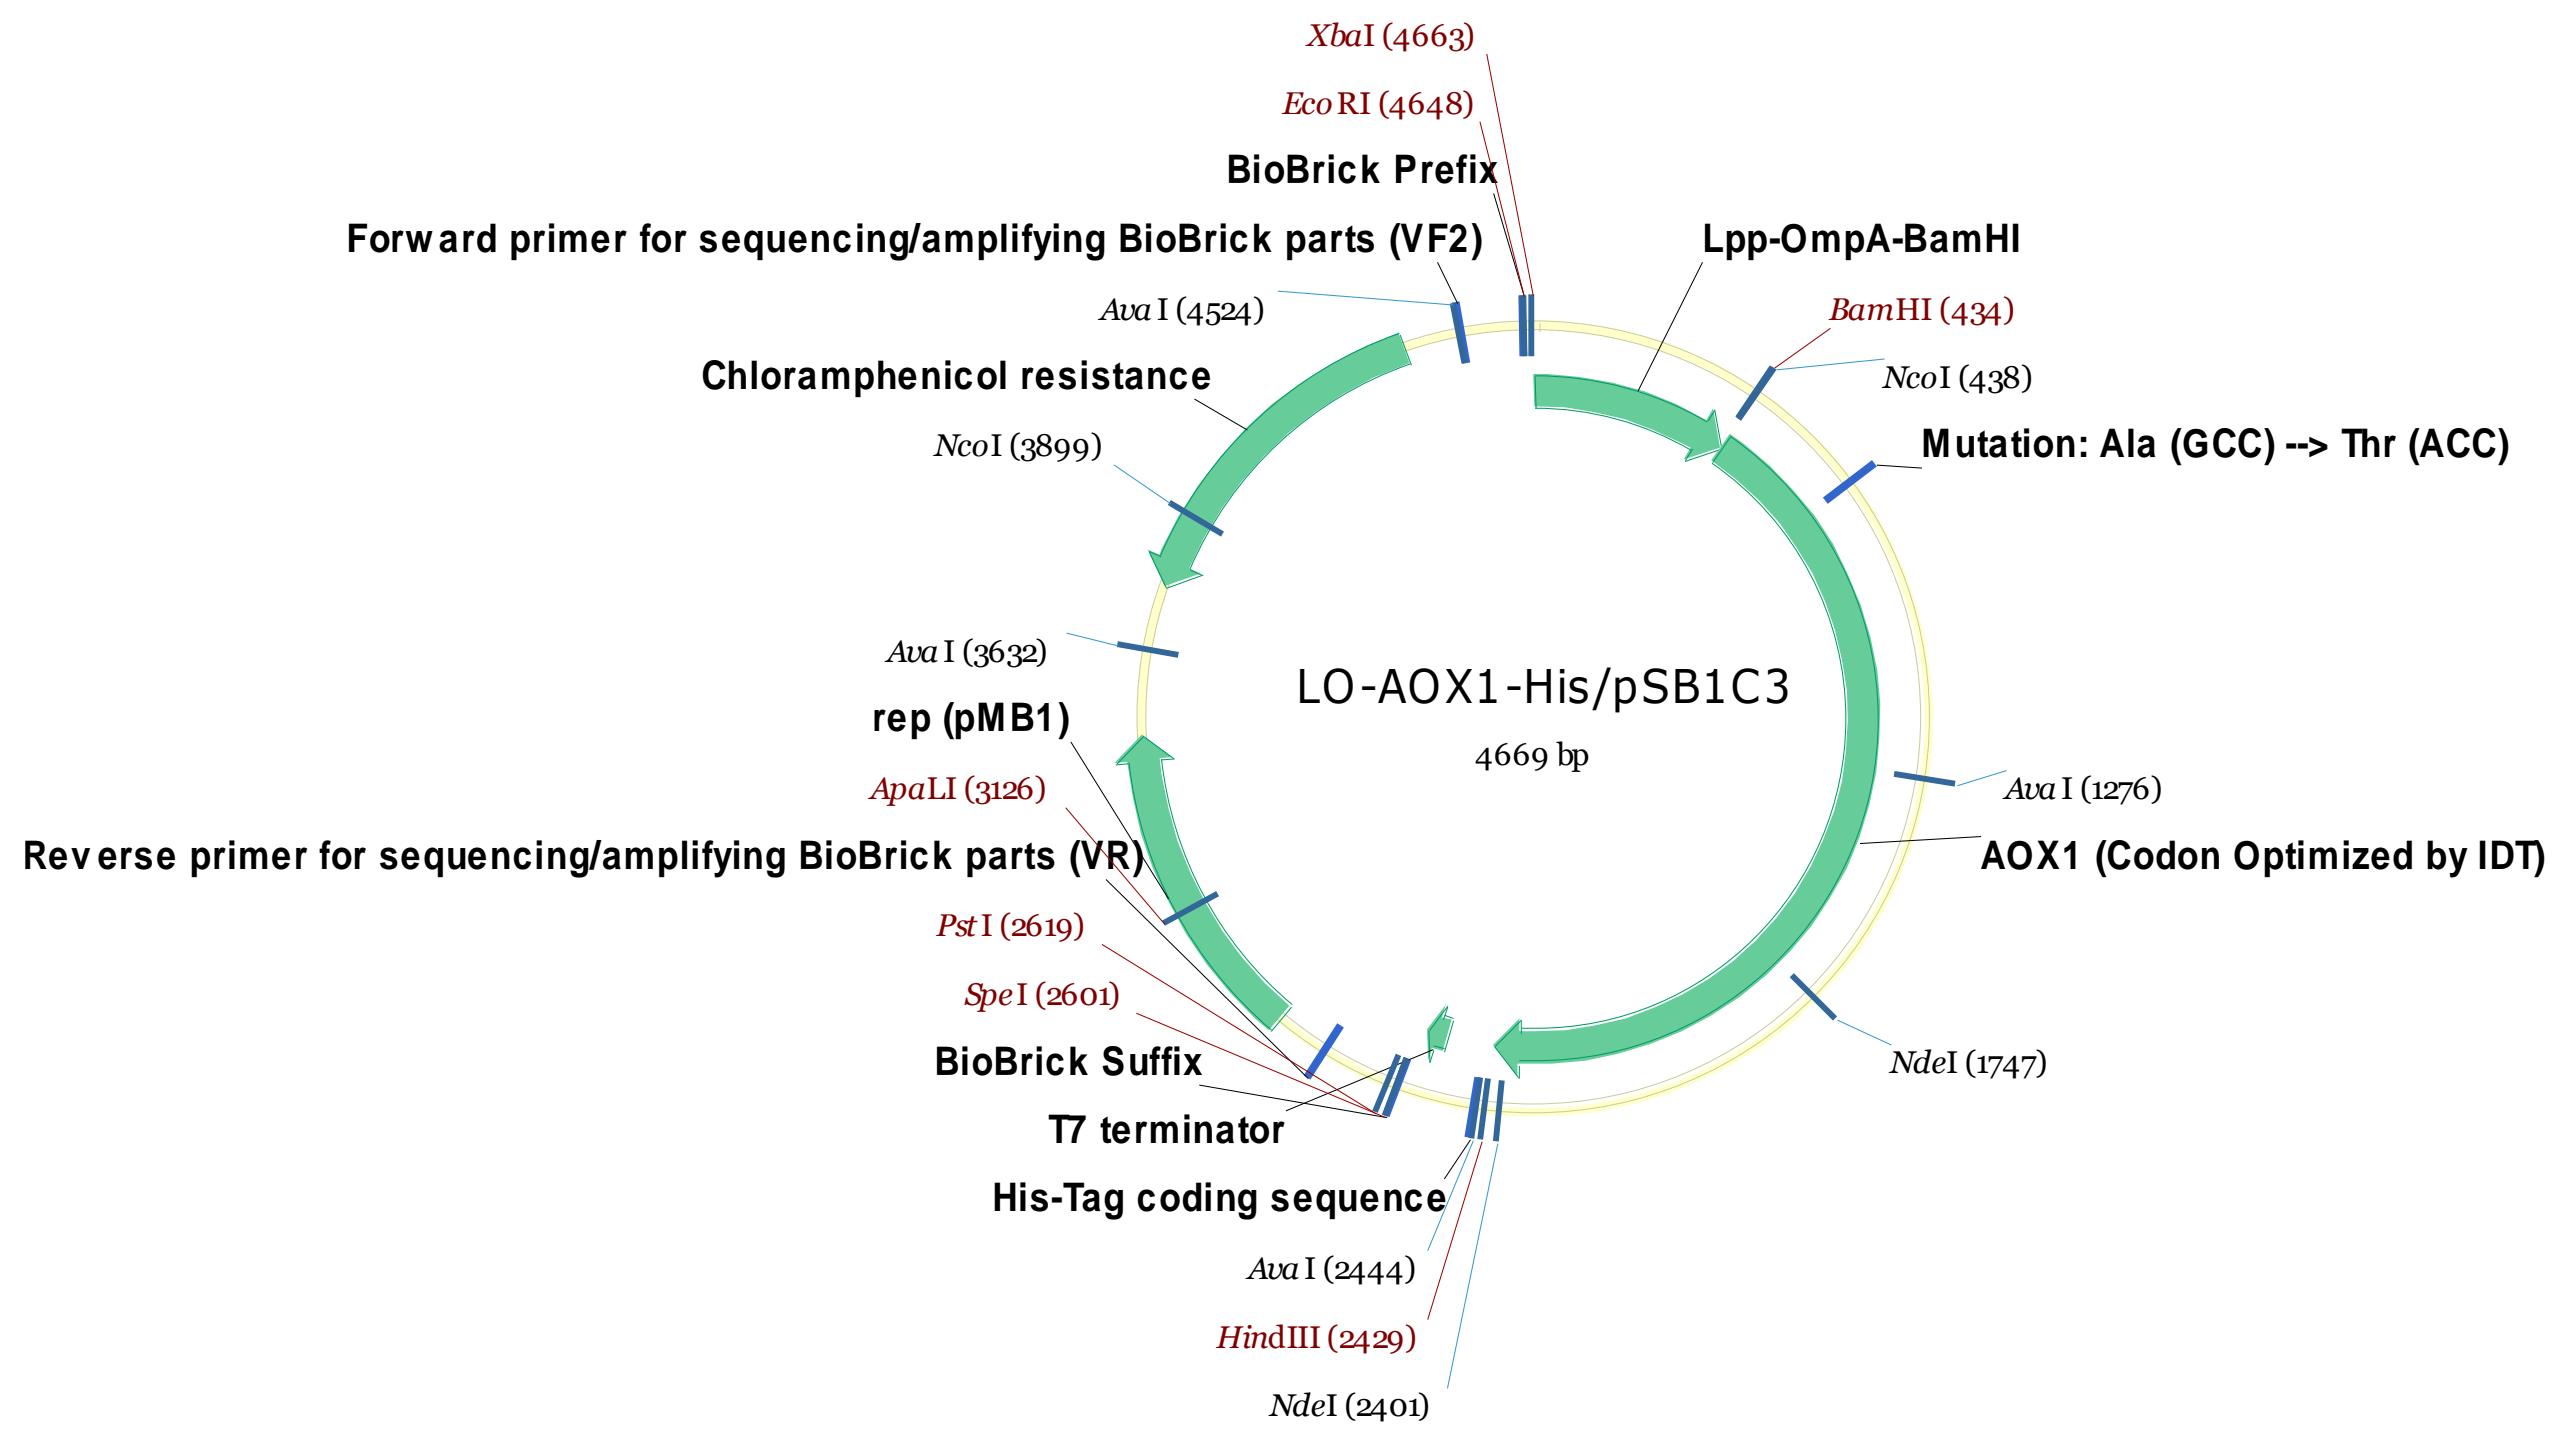 XbaI (4663)
EcoRI (4648)
BioBrick Prefix
Forward primer for sequencing/amplifying BioBrick parts (VF2)
Lpp-OmpA-BamHI
AvaI (4524)
BamHI (434)
Chloramphenicol resistance
NcoI (438)
NcoI (3899)
Mutation: Ala (GCC) --> Thr (ACC)
AvaI (3632)
LO-AOX1-His/pSB1C3
rep (pMB1)
4669 bp
ApaLI (3126)
AvaI (1276)
Reverse primer for sequencing/amplifying BioBrick parts (VR)
AOX1 (Codon Optimized by IDT)
PstI (2619)
SpeI (2601)
BioBrick Suffix
NdeI (1747)
T7 terminator
His-Tag coding sequence
AvaI (2444)
HindIII (2429)
NdeI (2401)